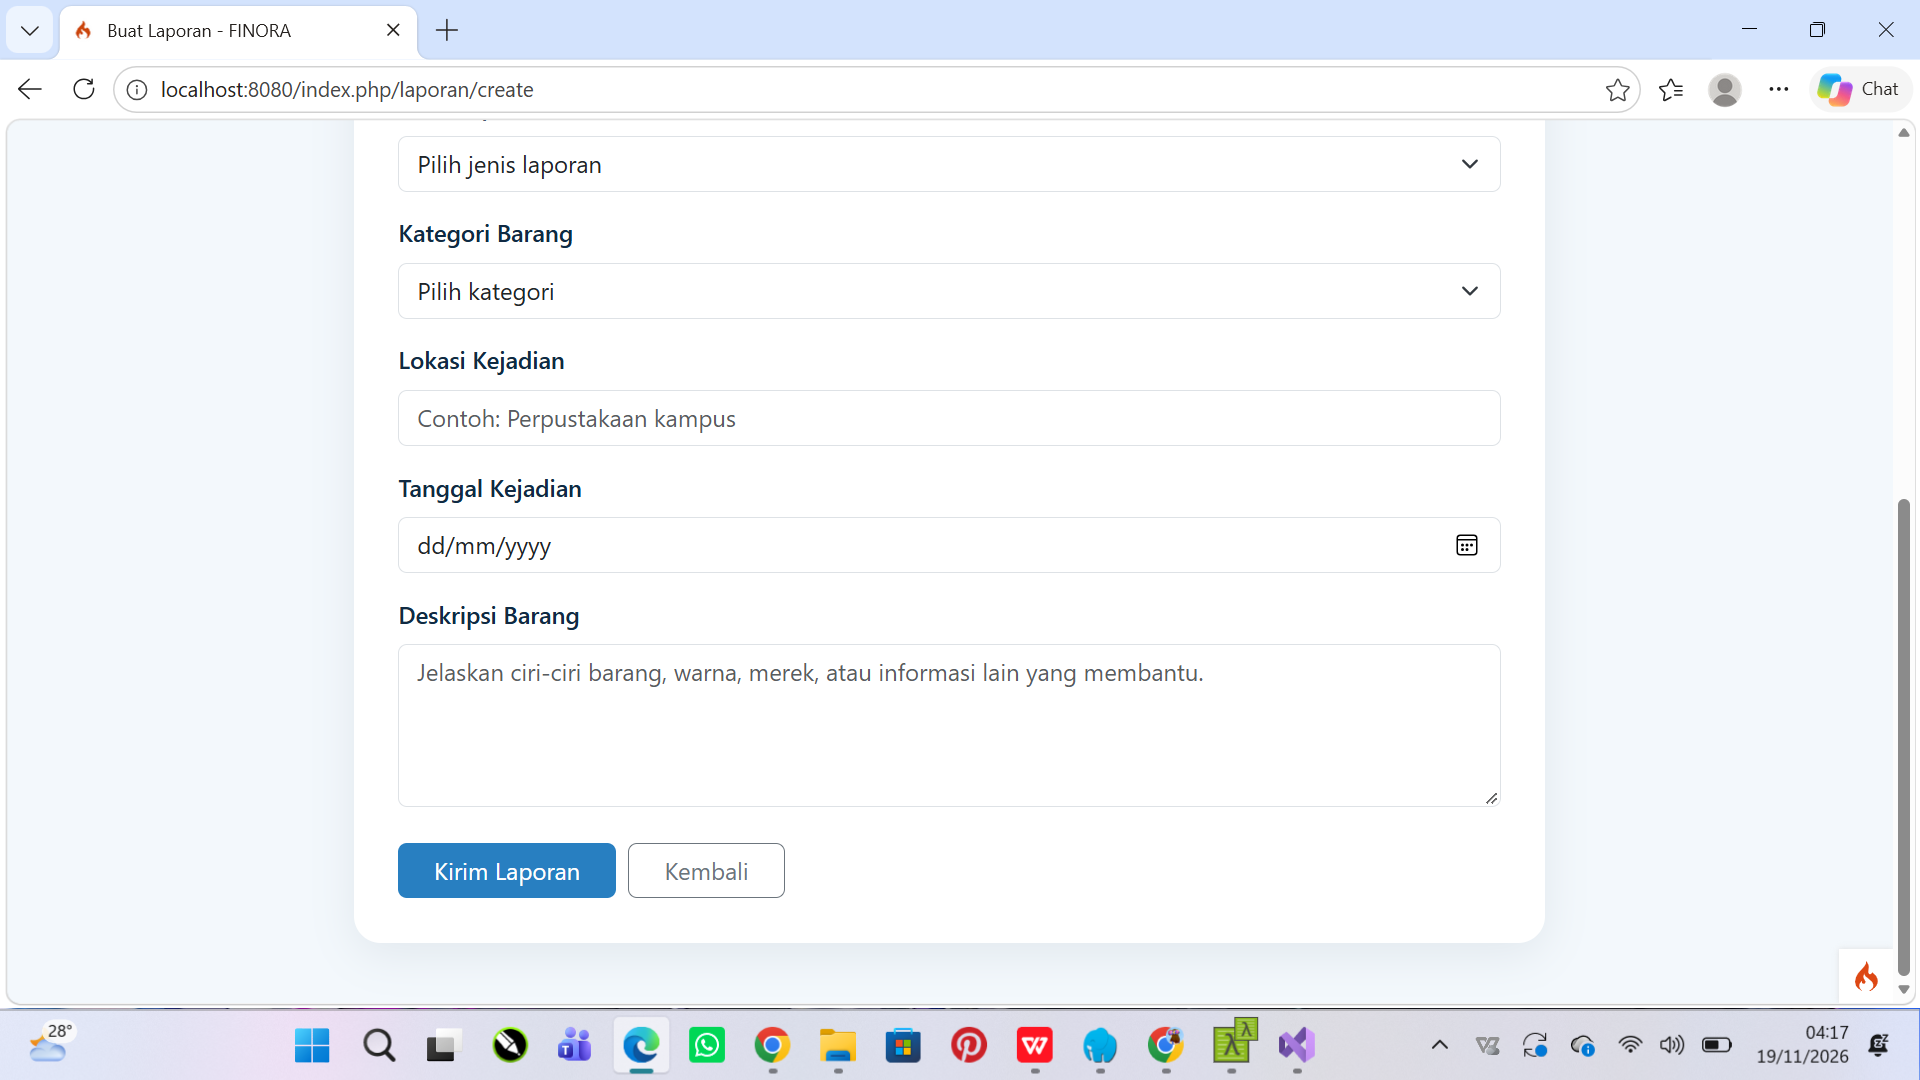 Buat Laporan - FINORA
localhost:8080/index.php/laporan/create
Chat
Pilih jenis laporan
Kategori Barang
Pilih kategori
Lokasi Kejadian
Contoh: Perpustakaan kampus
Tanggal Kejadian
dd/mm/yyyy
Deskripsi Barang
Jelaskan ciri-ciri barang, warna, merek, atau informasi lain yang membantu.
Kirim Laporan
Kembali
28°
04:17
19/11/2026